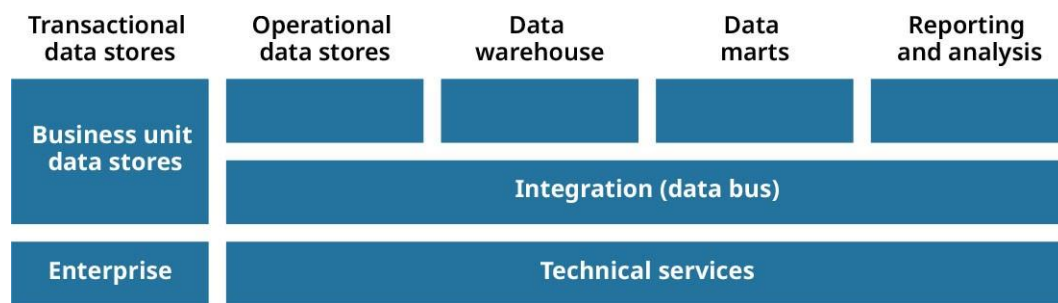 Transactional
data stores
Operational
data stores
Data
warehouse
Data
marts
Reporting
and analysis
Business unit
data stores
Integration (data bus)
Enterprise
Technical services